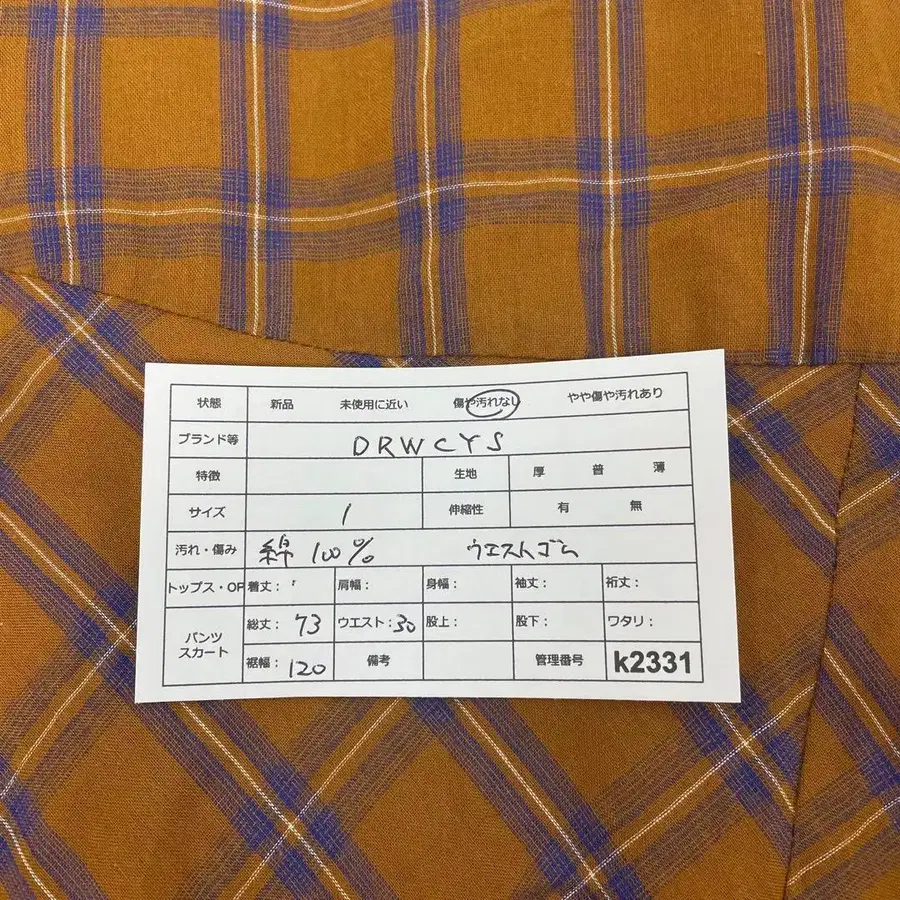 状態 新品 未使用に近い 傷や汚れなし やや傷や汚れあり
ブランド等 DRWCYS
特徴 生地 厚 普 薄
サイズ 1 伸縮性 有 無
汚れ・傷み 綿 100% ウエストゴム
トップス・OP 着丈: 肩幅: 身幅: 袖丈: 裄丈:
パンツ スカート 総丈: 73 ウエスト: 30 股上: 股下: ワタリ:
裾幅: 120 備考 管理番号 k2331